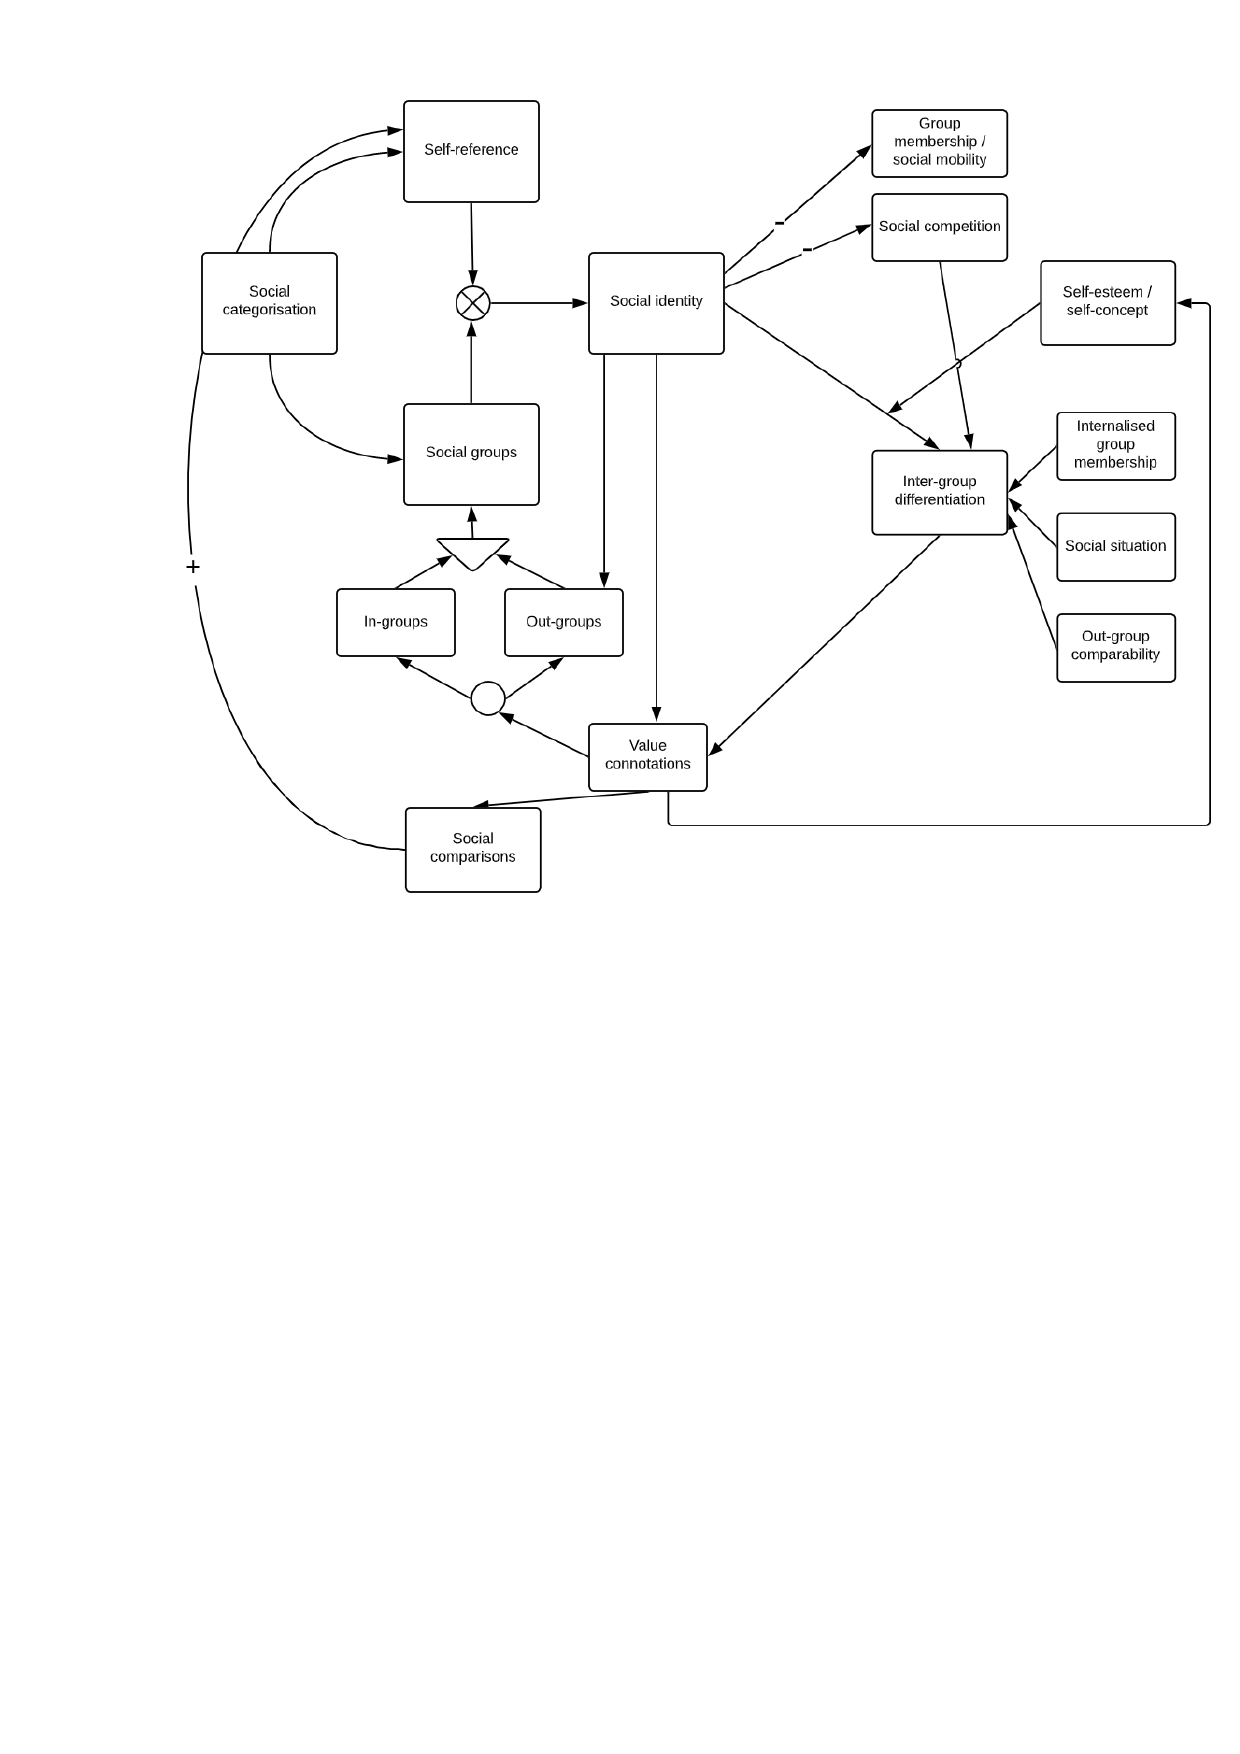 Self-reference
Group
membership /
social mobility
Social competition
Social
categorisation
Social identity
Self-esteem /
self-concept
Social groups
Internalised
group
membership
Inter-group
differentiation
Social situation
+
In-groups
Out-groups
Out-group
comparability
Value
connotations
Social
comparisons
-
-